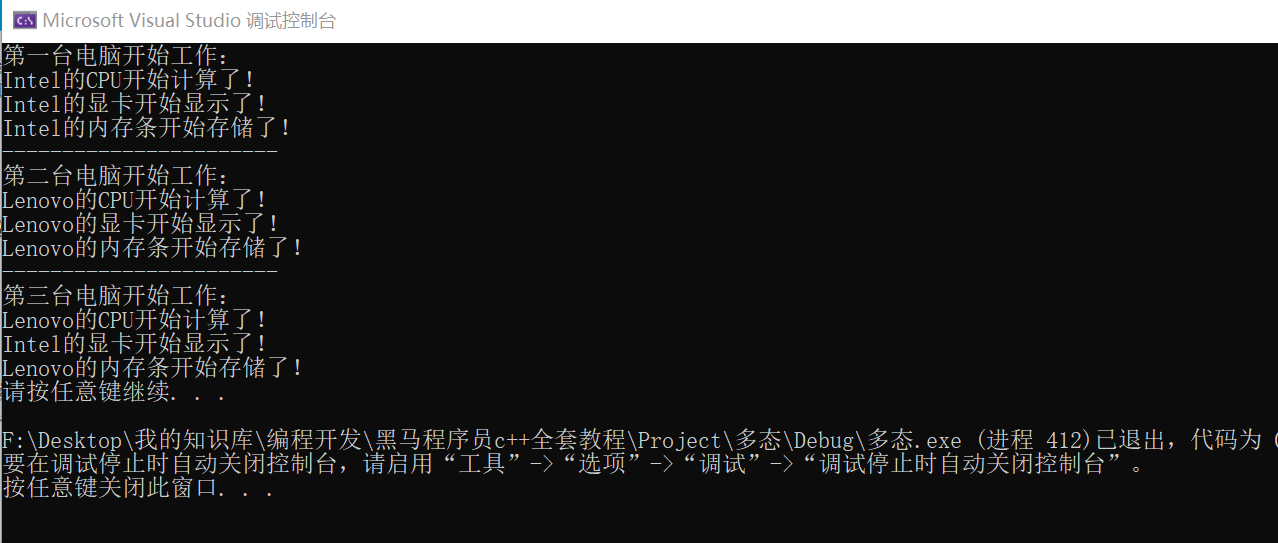 Microsoft Visual Studio 调试控制台
第一台电脑开始工作：
Intel的CPU开始计算了！
Intel的显卡开始显示了！
Intel的内存条开始存储了！
-----------------------
第二台电脑开始工作：
Lenovo的CPU开始计算了！
Lenovo的显卡开始显示了！
Lenovo的内存条开始存储了！
-----------------------
第三台电脑开始工作：
Lenovo的CPU开始计算了！
Intel的显卡开始显示了！
Lenovo的内存条开始存储了！
请按任意键继续. . .
F:\Desktop\我的知识库\编程开发\黑马程序员c++全套教程\Project\多态\Debug\多态.exe (进程 412)已退出，代码为
要在调试停止时自动关闭控制台，请启用“工具”->“选项”->“调试”->“调试停止时自动关闭控制台”。
按任意键关闭此窗口. . .